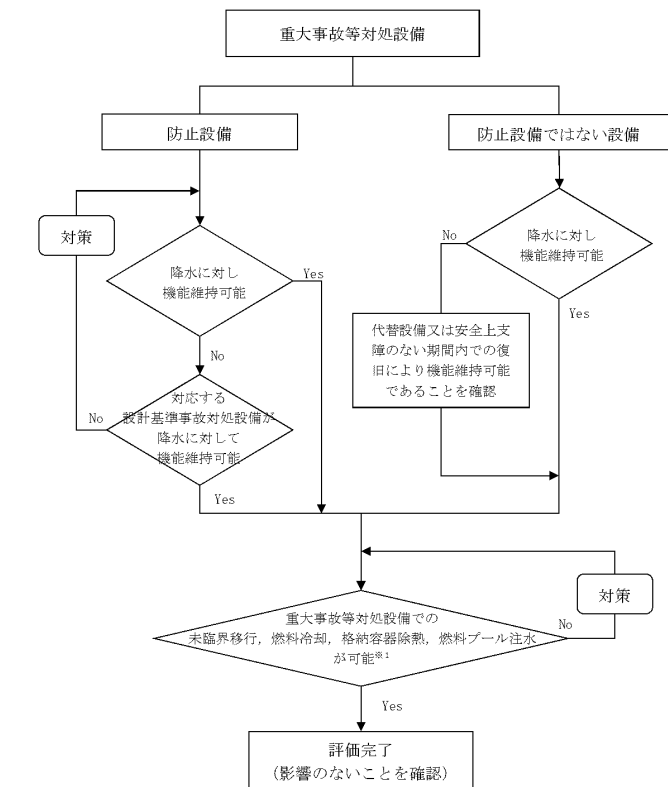 重大事故等対処設備
防止設備
防止設備ではない設備
対策
降水に対し
機能維持可能
Yes
No
対応する
設計基準事故対処設備が
降水に対して
機能維持可能
No
Yes
降水に対し
機能維持可能
No
Yes
代替設備又は安全上支
障のない期間内での復
旧により機能維持可能
であることを確認
重大事故等対処設備での
未臨界移行，燃料冷却，格納容器除熱，燃料プール注水
が可能※1
No
対策
Yes
評価完了
（影響のないことを確認）